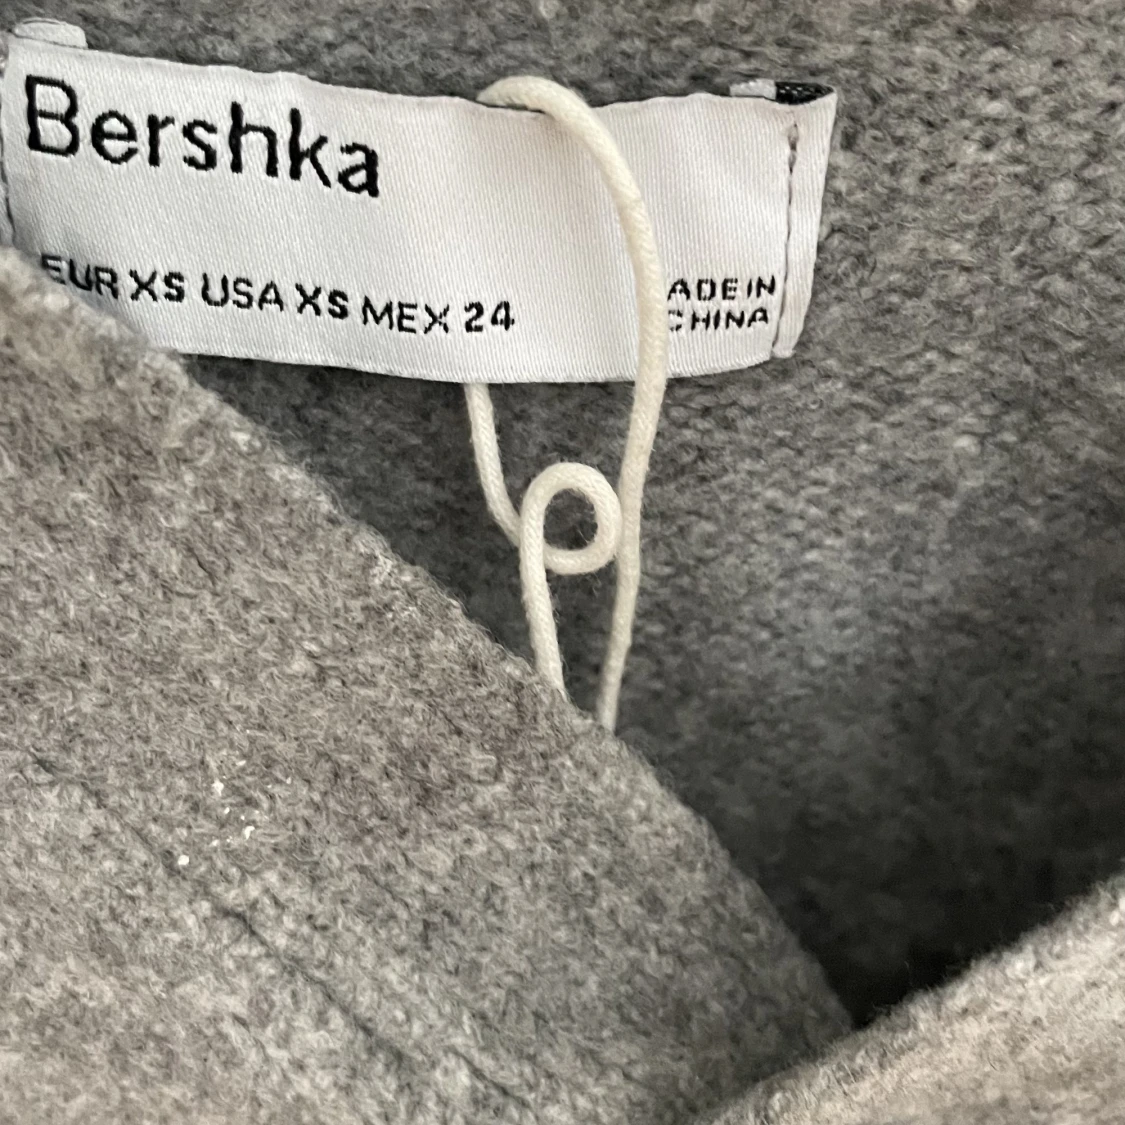 Bershka
EUR XS USA XS MEX 24
ADE IN
CHINA